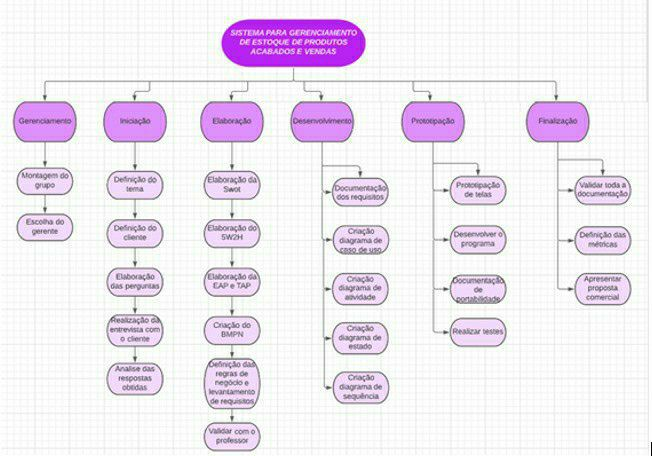 SISTEMA PARA GERENCIAMENTO
DE ESTOQUE DE PRODUTOS
ACABADOS E VENDAS
Gerenciamento
Iniciação
Elaboração
Desenvolvimento
Prototipação
Finalização
Montagem do
grupo
Escolha do
gerente
Definição do
tema
Definição do
cliente
Elaboração
das perguntas
Realização da
entrevista com
o cliente
Analise das
respostas
obtidas
Elaboração da
Swot
Elaboração do
5W2H
Elaboração da
EAP e TAP
Criação do
BMPN
Definição das
regras de
negócio e
levantamento
de requisitos
Validar com o
professor
Documentação
dos requisitos
Criação
diagrama de
caso de uso
Criação
diagrama de
atividade
Criação
diagrama de
estado
Criação
diagrama de
sequência
Prototipação
de telas
Desenvolver o
programa
Documentação
de
portabilidade
Realizar testes
Validar toda a
documentação
Definição das
métricas
Apresentar
proposta
comercial